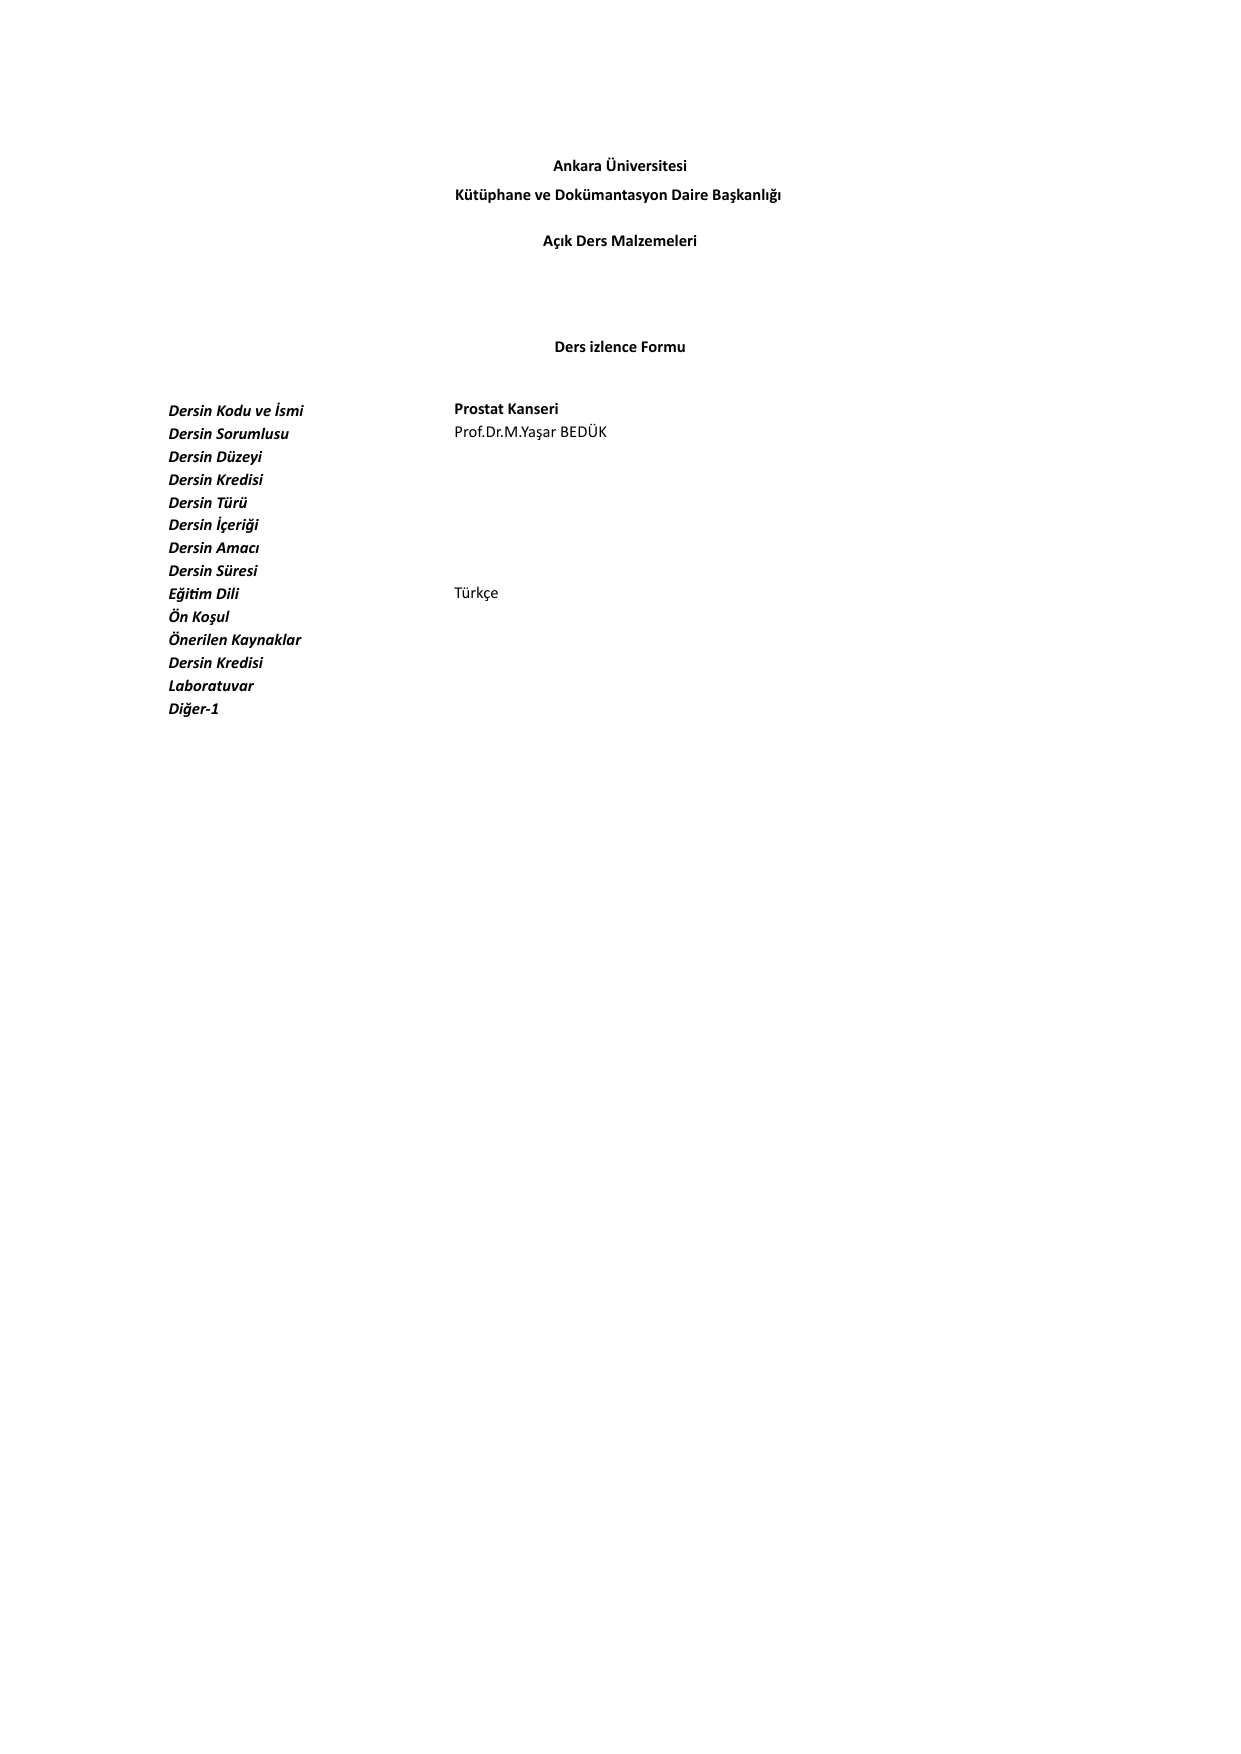 Ankara Üniversitesi
Kütüphane ve Dokümantasyon Daire Başkanlığı
Açık Ders Malzemeleri
Ders izlence Formu
Dersin Kodu ve İsmi Prostat Kanseri
Dersin Sorumlusu Prof.Dr.M.Yaşar BEDÜK
Dersin Düzeyi
Dersin Kredisi
Dersin Türü
Dersin İçeriği
Dersin Amacı
Dersin Süresi
Eğitim Dili Türkçe
Ön Koşul
Önerilen Kaynaklar
Dersin Kredisi
Laboratuvar
Diğer-1